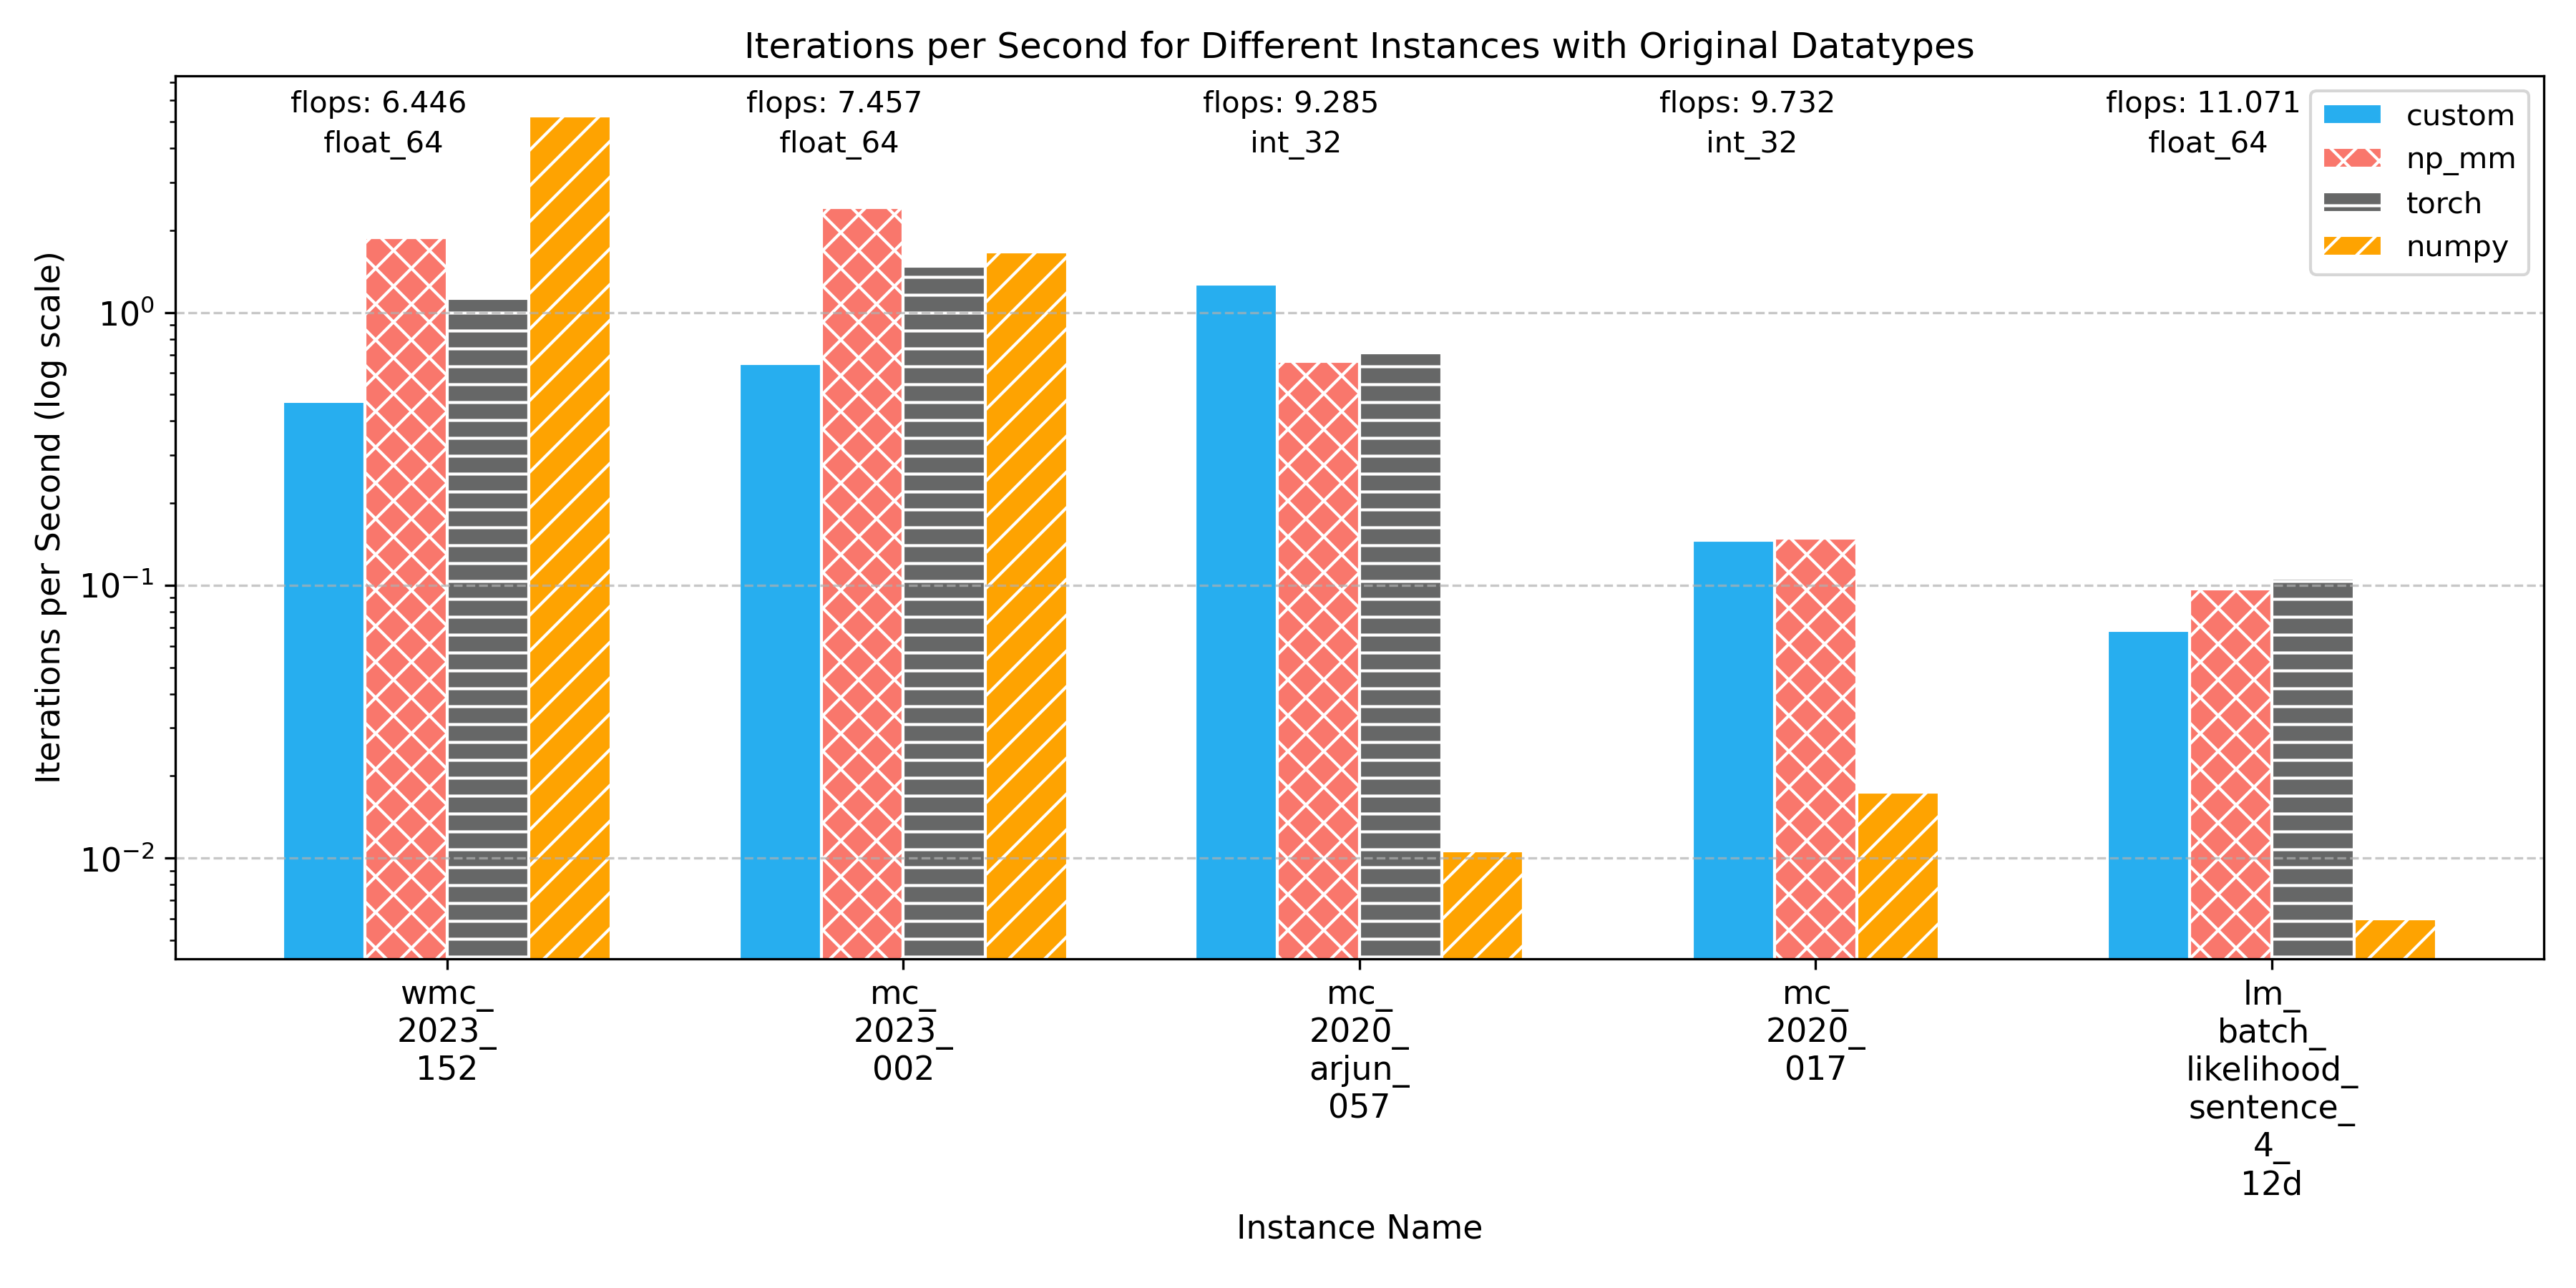 Iterations per Second for Different Instances with Original Datatypes
flops: 6.446
float_64
flops: 7.457
float_64
flops: 9.285
int_32
flops: 9.732
int_32
flops: 11.071
float_64
custom
np_mm
torch
numpy
Iterations per Second (log scale)
10⁰
10⁻¹
10⁻²
wmc_
2023_
152
mc_
2023_
002
mc_
2020_
arjun_
057
mc_
2020_
017
lm_
batch_
likelihood_
sentence_
4_
12d
Instance Name